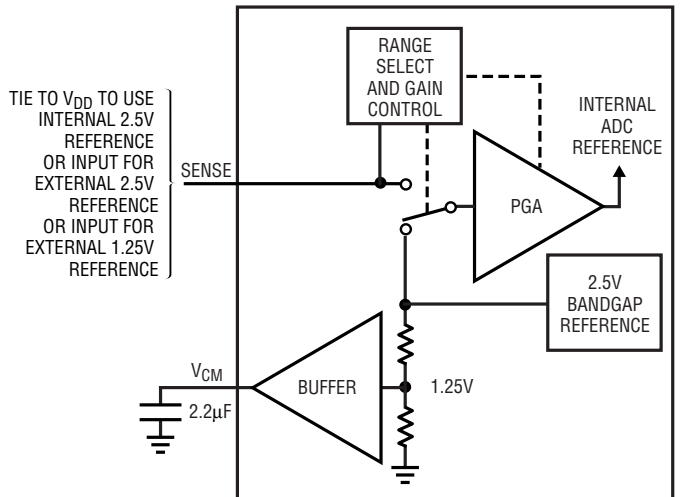 TIE TO VDD TO USE
INTERNAL 2.5V
REFERENCE
OR INPUT FOR
EXTERNAL 2.5V
REFERENCE
OR INPUT FOR
EXTERNAL 1.25V
REFERENCE
SENSE
RANGE
SELECT
AND GAIN
CONTROL
INTERNAL
ADC
REFERENCE
PGA
2.5V
BANDGAP
REFERENCE
VCM
BUFFER
1.25V
2.2μF